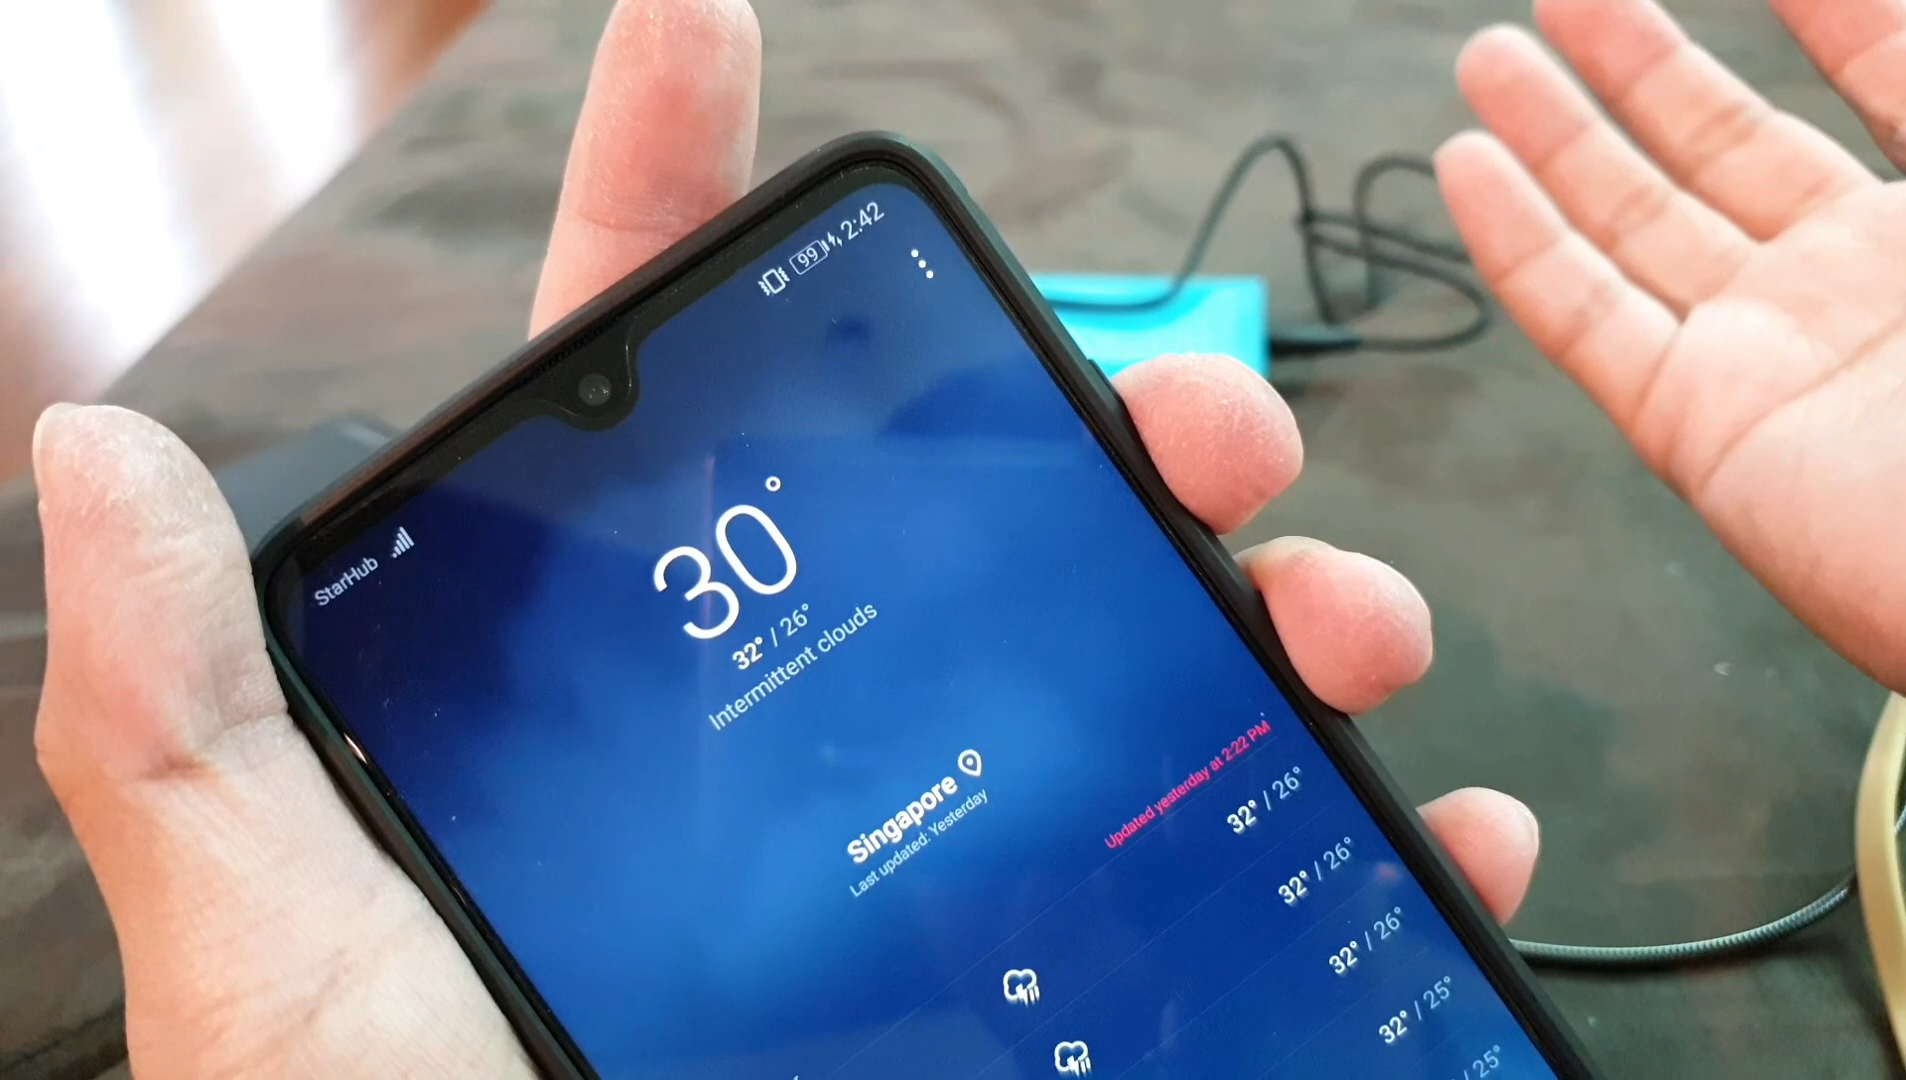 StarHub
99 2:42
30°
32° / 26°
Intermittent clouds
Singapore
Last updated: Yesterday
Updated yesterday at 2:22 PM
32° / 26°
32° / 26°
32° / 26°
32° / 25°
/ 25°